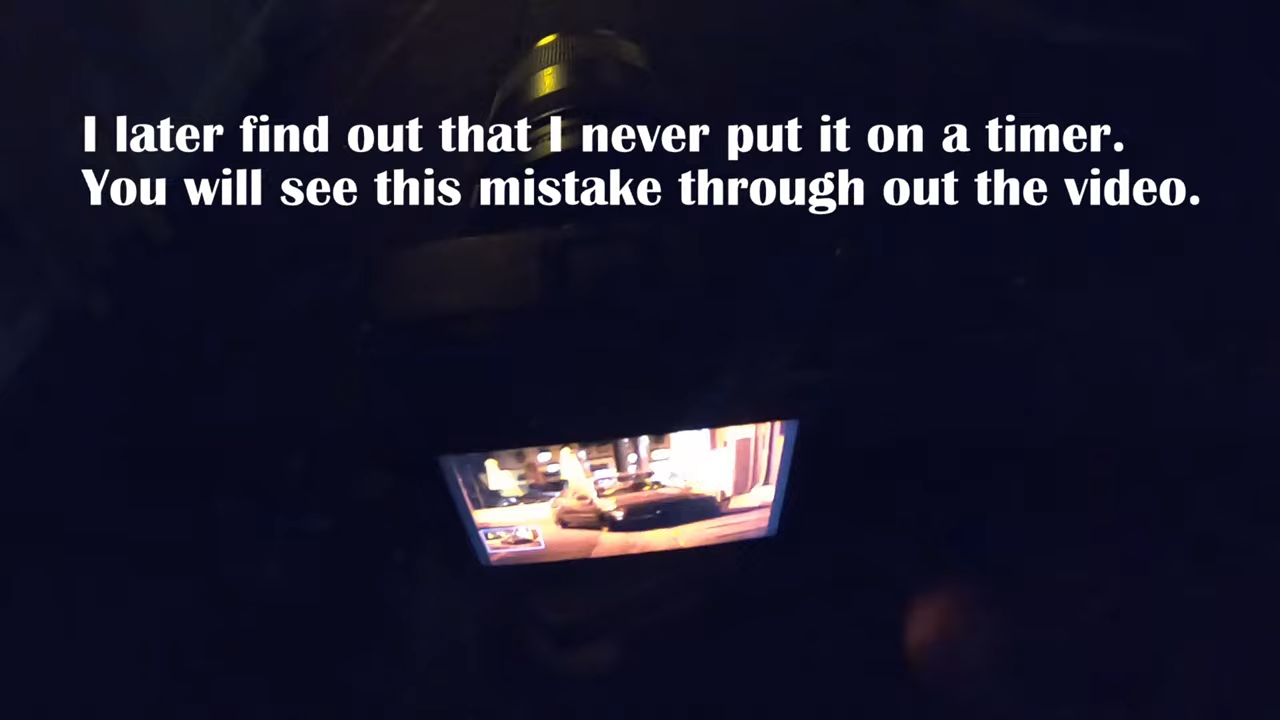 I later find out that I never put it on a timer.
You will see this mistake through out the video.